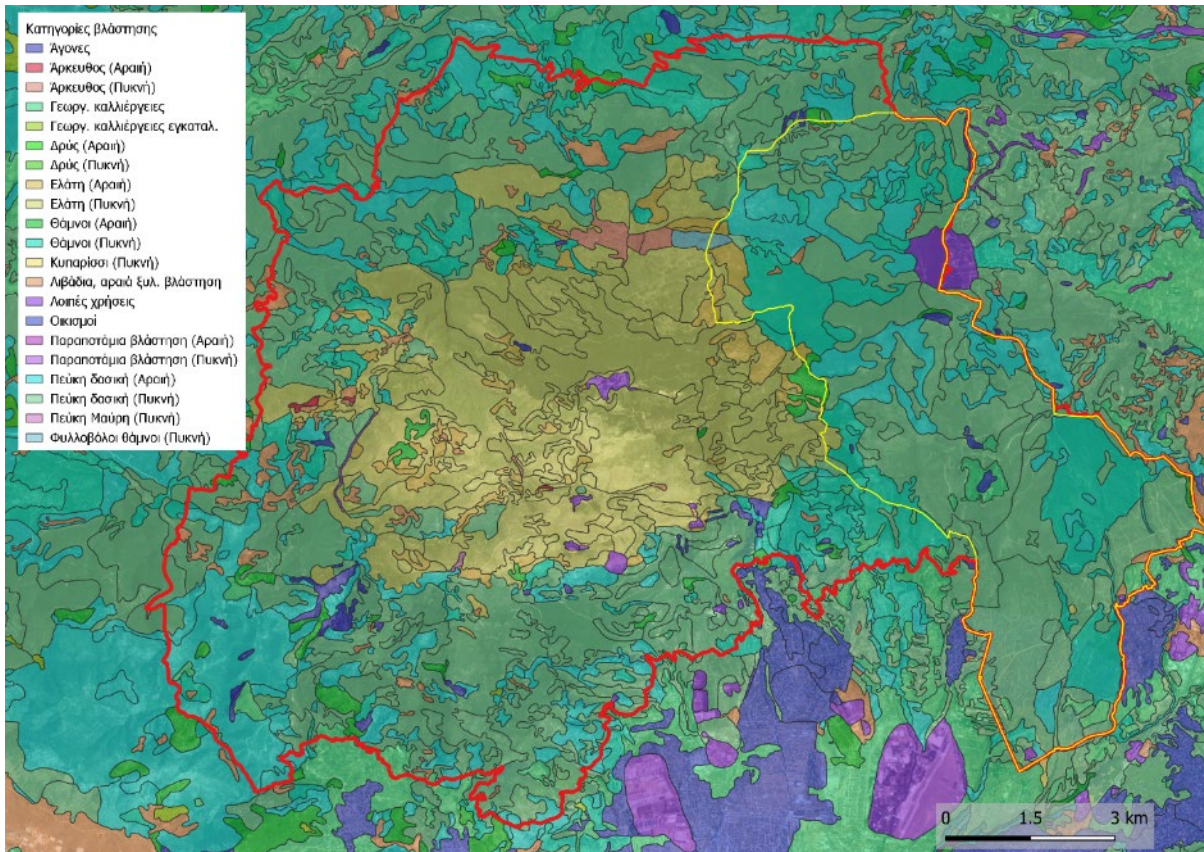 Κατηγορίες βλάστησης
Άγονες
Άρκευθος (Αραιή)
Άρκευθος (Πυκνή)
Γεωργ. καλλιέργειες
Γεωργ. καλλιέργειες εγκαταλ.
Δρύς (Αραιή)
Δρύς (Πυκνή)
Ελάτη (Αραιή)
Ελάτη (Πυκνή)
Θάμνοι (Αραιή)
Θάμνοι (Πυκνή)
Κυπαρίσσι (Πυκνή)
Λιβάδια, αραιά ξυλ. βλάστηση
Λοιπές χρήσεις
Οικισμοί
Παραποτάμια βλάστηση (Αραιή)
Παραποτάμια βλάστηση (Πυκνή)
Πεύκη δασική (Αραιή)
Πεύκη δασική (Πυκνή)
Πεύκη Μαύρη (Πυκνή)
Φυλλοβόλοι θάμνοι (Πυκνή)
0 1.5 3 km